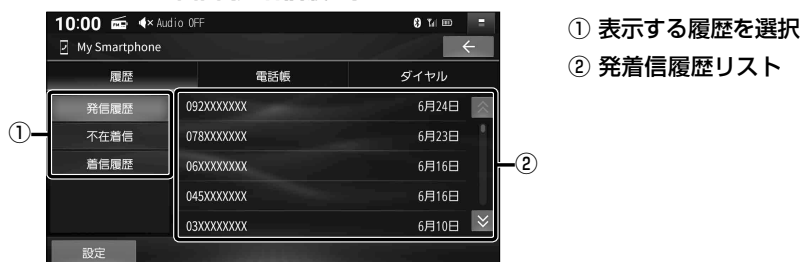 10:00 Audio OFF
My Smartphone
履歴 電話帳 ダイヤル
発信履歴
不在着信
着信履歴
092XXXXXXX 6月24日
078XXXXXXX 6月23日
06XXXXXXXX 6月16日
045XXXXXXX 6月16日
03XXXXXXXX 6月10日
設定
①
②
① 表示する履歴を選択
② 発着信履歴リスト